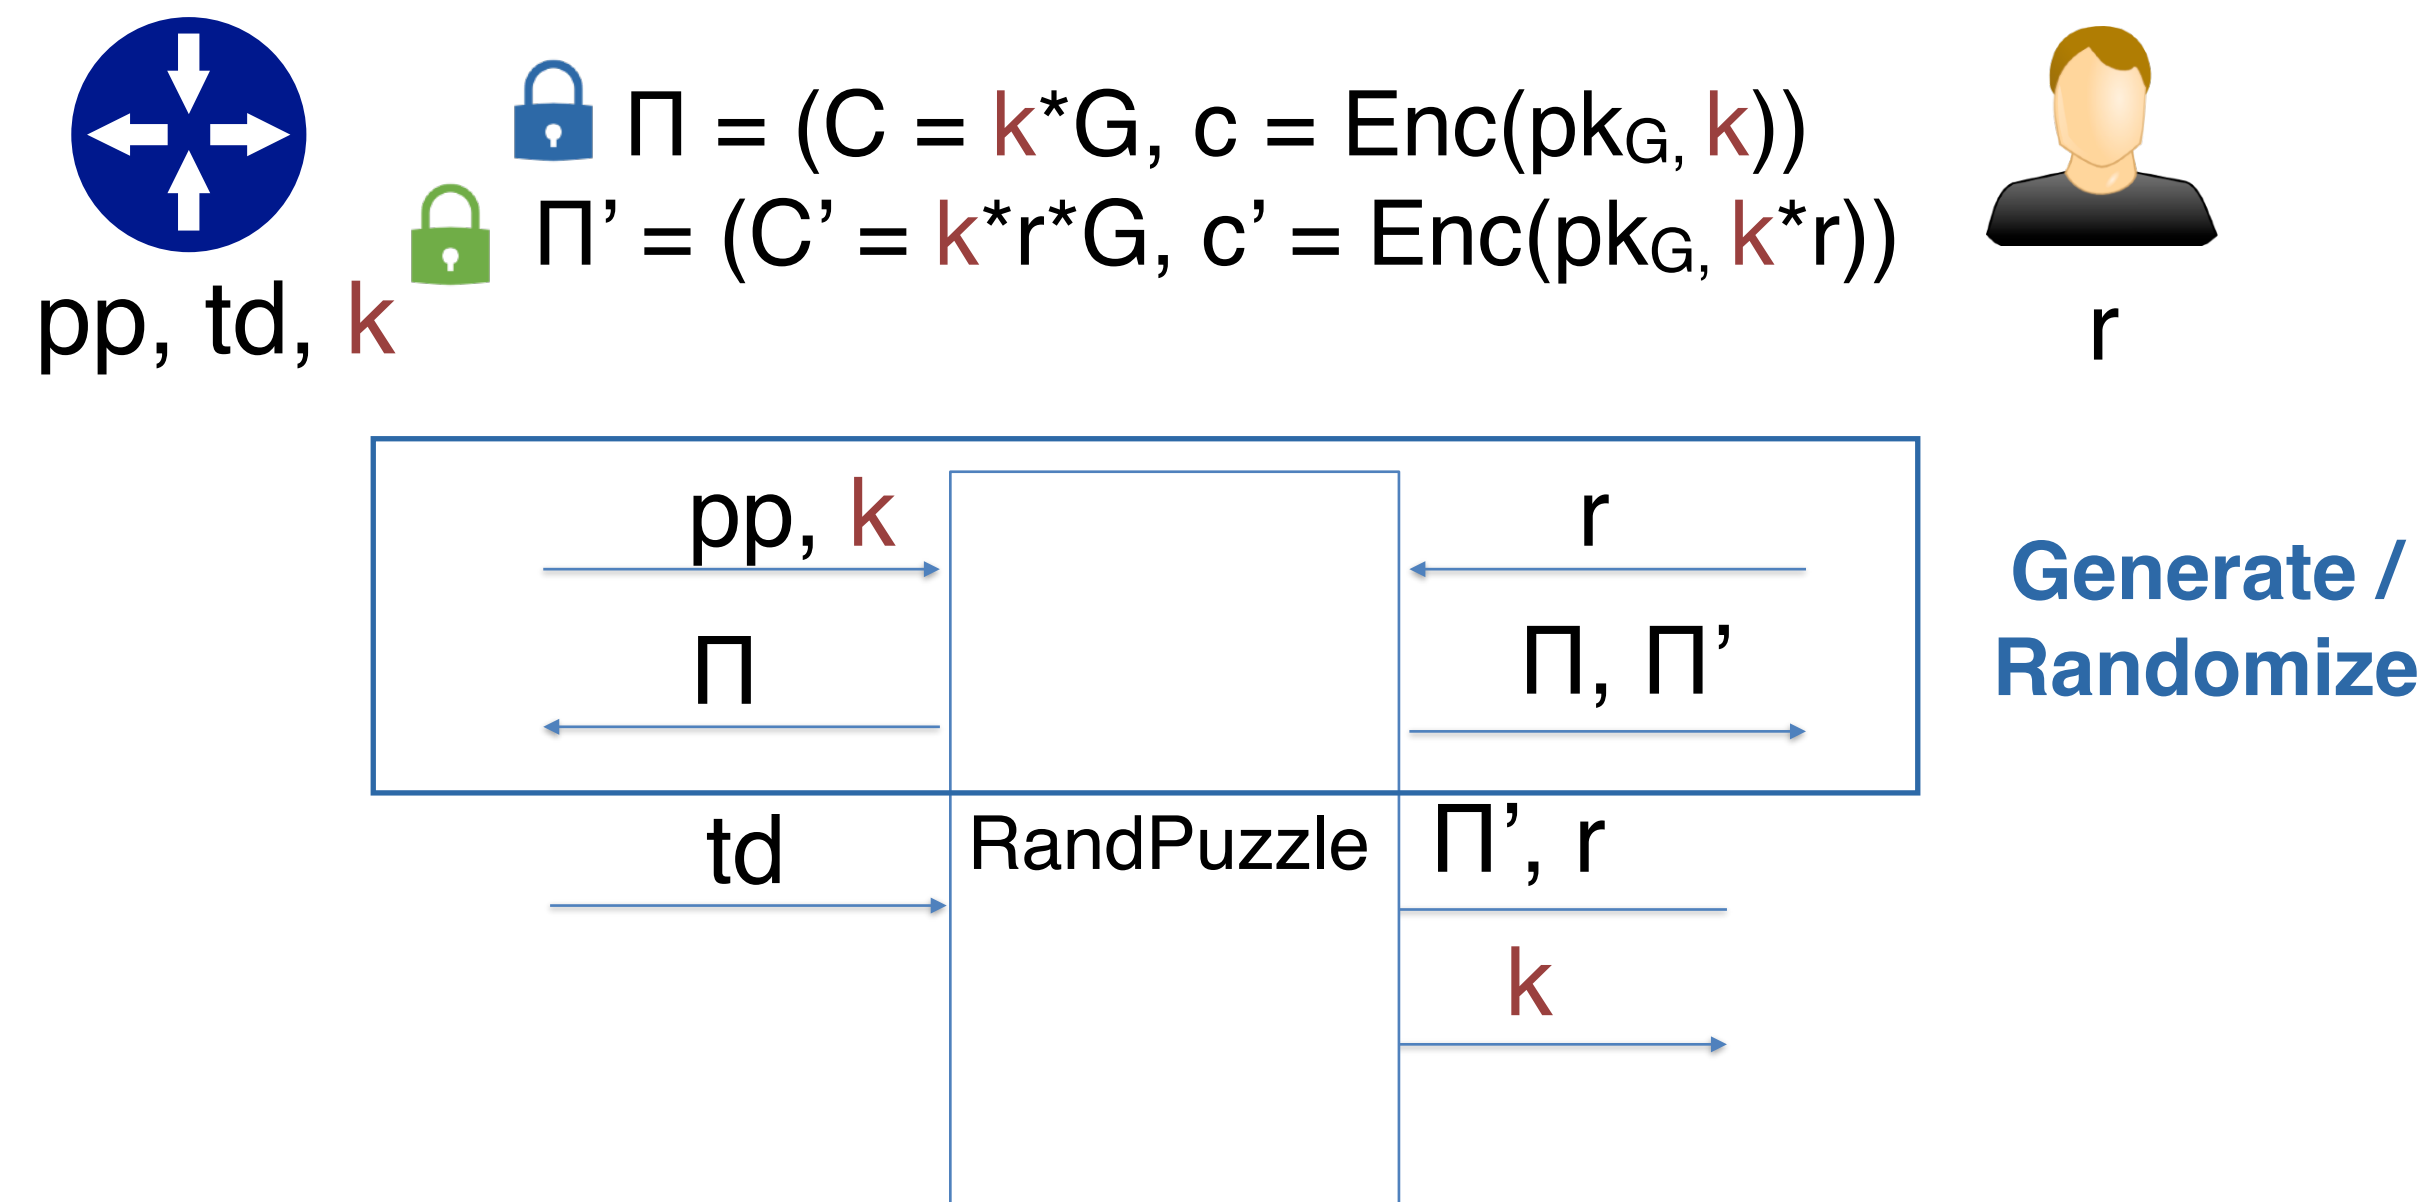 Π = (C = k*G, c = Enc(pkG, k))
Π’ = (C’ = k*r*G, c’ = Enc(pkG, k*r))
pp, td, k
r
pp, k
r
Generate /
Randomize
Π
Π, Π’
td
RandPuzzle
Π’, r
k